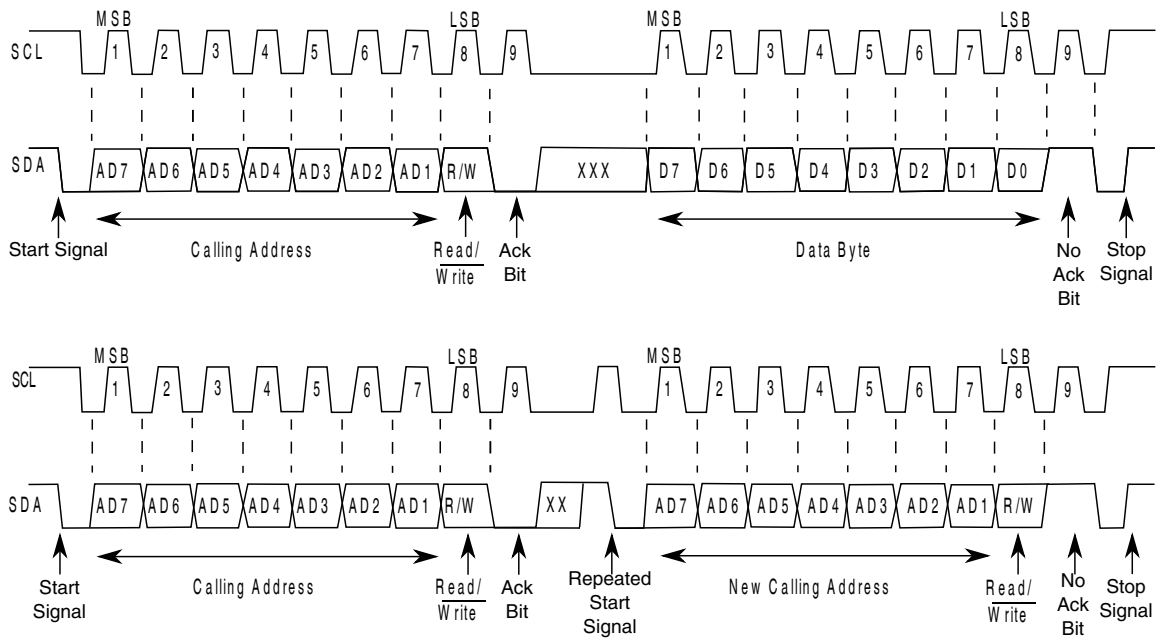 MSB LSB MSB LSB
SCL 1 2 3 4 5 6 7 8 9 1 2 3 4 5 6 7 8 9
SDA AD7 AD6 AD5 AD4 AD3 AD2 AD1 R/W XXX D7 D6 D5 D4 D3 D2 D1 D0
Start Signal Calling Address Read/ Ack Data Byte No Stop
Write Bit Ack Signal
Bit
MSB LSB MSB LSB
SCL 1 2 3 4 5 6 7 8 9 1 2 3 4 5 6 7 8 9
SDA AD7 AD6 AD5 AD4 AD3 AD2 AD1 R/W XX AD7 AD6 AD5 AD4 AD3 AD2 AD1 R/W
Start Calling Address Read/ Ack Repeated New Calling Address Read/ No Stop
Signal Write Bit Start Write Ack Signal
Signal Bit